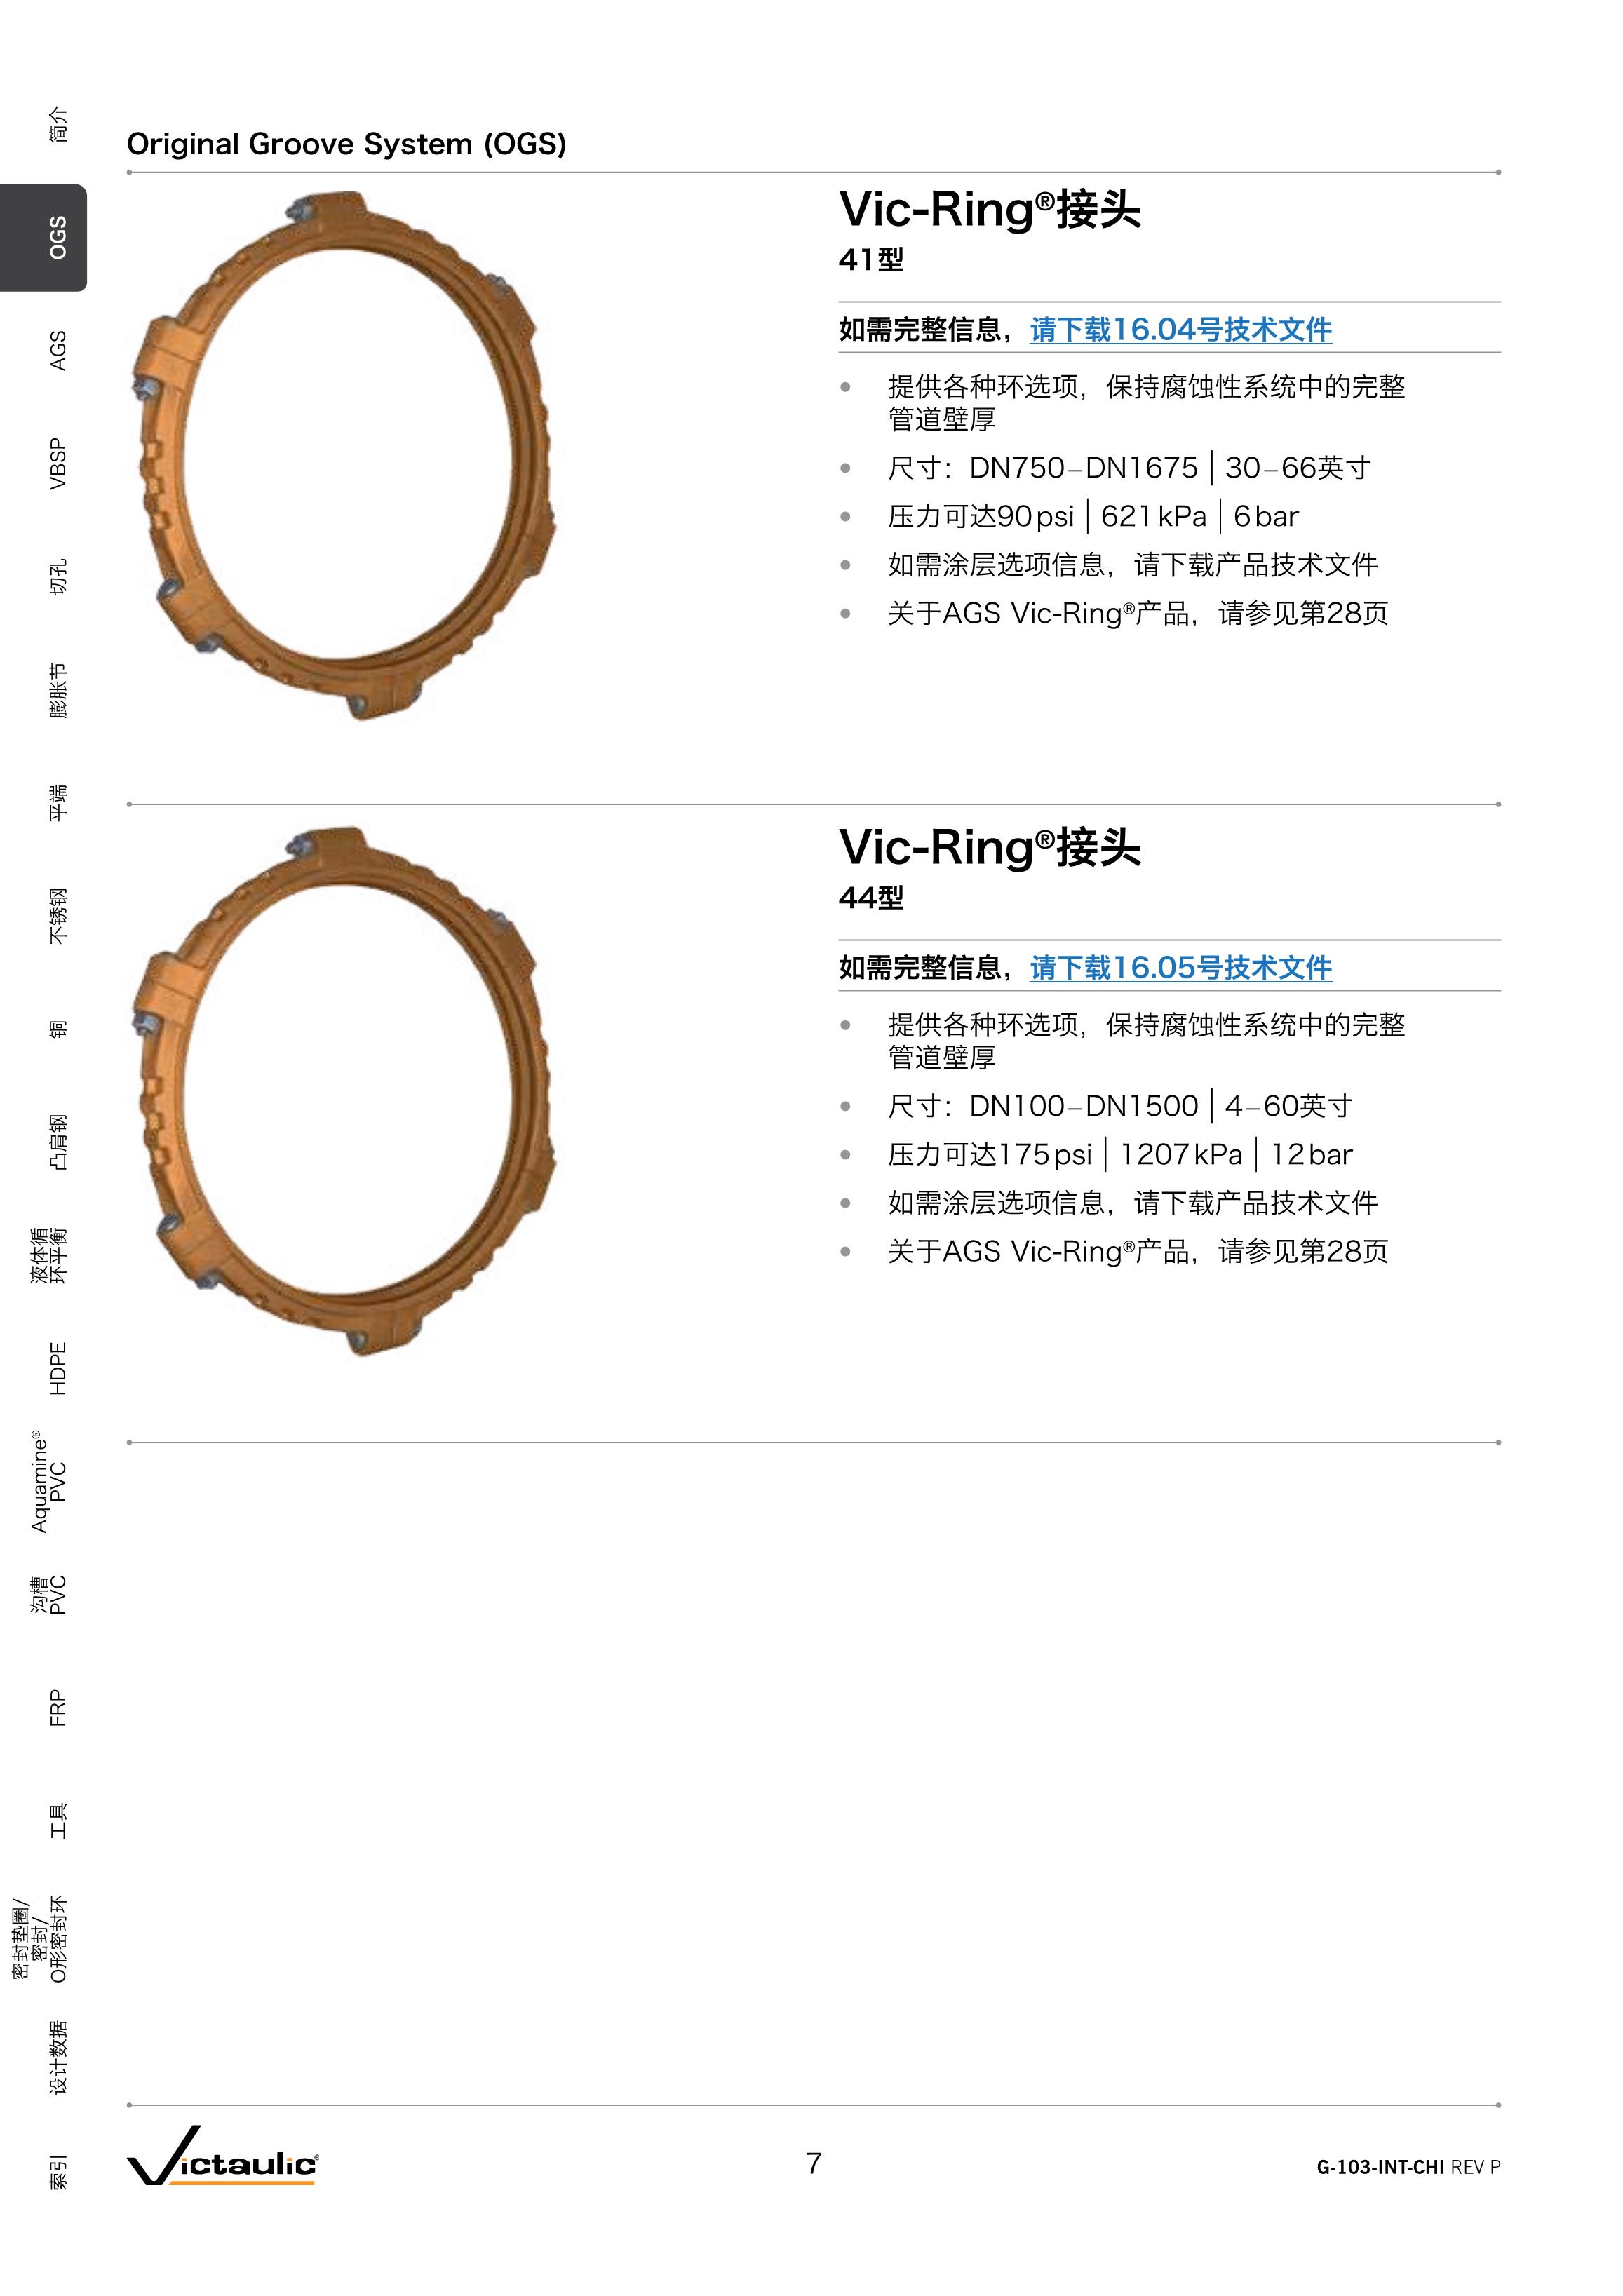 Original Groove System (OGS)
Vic-Ring®接头
41型
如需完整信息，请下载16.04号技术文件
• 提供各种环选项，保持腐蚀性系统中的完整
管道壁厚
• 尺寸：DN750–DN1675 | 30–66英寸
• 压力可达90psi | 621kPa | 6bar
• 如需涂层选项信息，请下载产品技术文件
• 关于AGS Vic-Ring®产品，请参见第28页
Vic-Ring®接头
44型
如需完整信息，请下载16.05号技术文件
• 提供各种环选项，保持腐蚀性系统中的完整
管道壁厚
• 尺寸：DN100–DN1500 | 4–60英寸
• 压力可达175psi | 1207kPa | 12bar
• 如需涂层选项信息，请下载产品技术文件
• 关于AGS Vic-Ring®产品，请参见第28页
简介
OGS
AGS
VBSP
切孔
膨胀节
平端
不锈钢
铜
凸肩钢
液体循
环平衡
HDPE
Aquamine®
PVC
沟槽
PVC
FRP
工具
密封垫圈/
密封/
O形密封环
设计数据
索引
Victaulic®
7
G-103-INT-CHI REV P